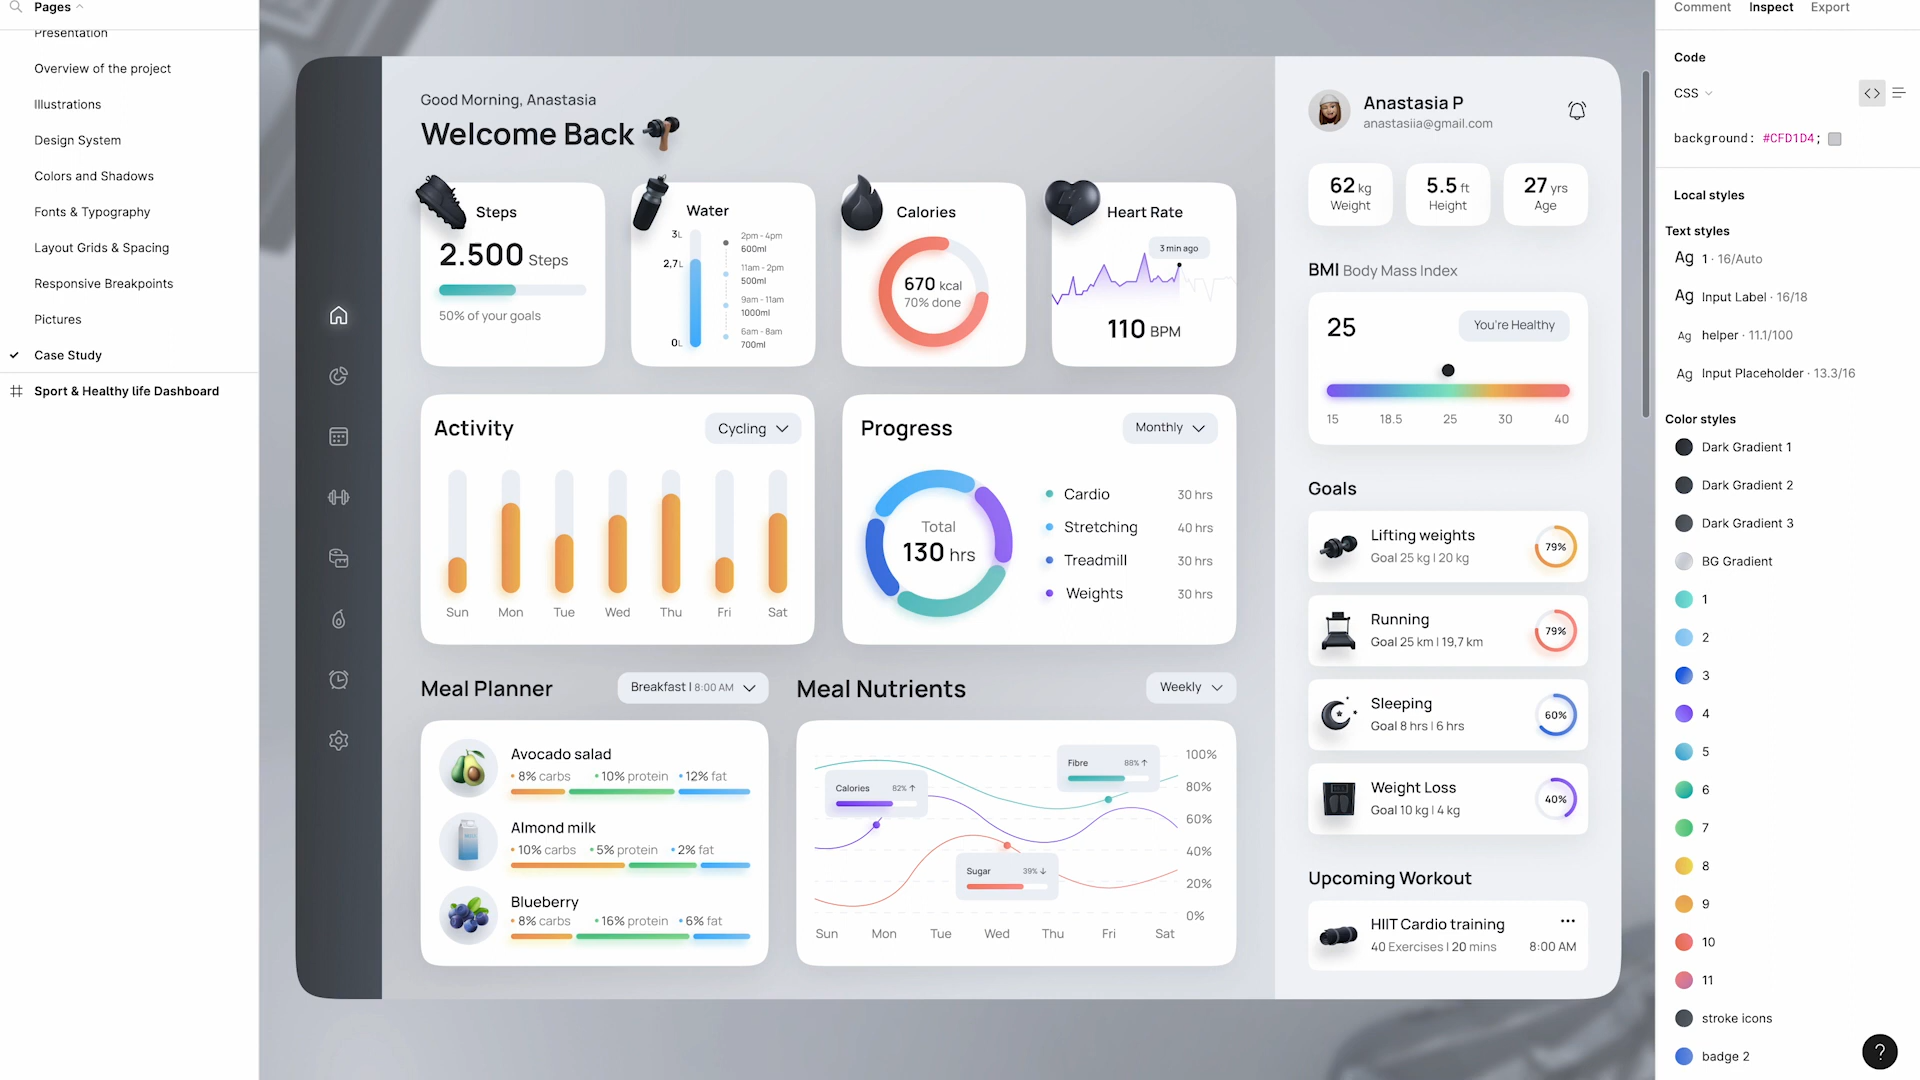 Pages
Presentation
Overview of the project
Illustrations
Design System
Colors and Shadows
Fonts & Typography
Layout Grids & Spacing
Responsive Breakpoints
Pictures
Case Study
Sport & Healthy life Dashboard
Good Morning, Anastasia
Welcome Back
Steps
2.500 Steps
50% of your goals
Water
3L
2,7L
0L
2pm - 4pm
600ml
11am - 2pm
500ml
9am - 11am
1000ml
6am - 8am
700ml
Calories
670 kcal
70% done
Heart Rate
3 min ago
110 BPM
Activity
Cycling
Sun Mon Tue Wed Thu Fri Sat
Progress
Monthly
Total
130 hrs
Cardio 30 hrs
Stretching 40 hrs
Treadmill 30 hrs
Weights 30 hrs
Meal Planner
Breakfast | 8:00 AM
Avocado salad
8% carbs 10% protein 12% fat
Almond milk
MILK
10% carbs 5% protein 2% fat
Blueberry
8% carbs 16% protein 6% fat
Meal Nutrients
Weekly
100%
80%
60%
40%
20%
0%
Calories 82% ↑
Fibre 88% ↑
Sugar 39% ↓
Sun Mon Tue Wed Thu Fri Sat
Anastasia P
anastasiia@gmail.com
62 kg
Weight
5.5 ft
Height
27 yrs
Age
BMI Body Mass Index
25
You're Healthy
15 18.5 25 30 40
Goals
Lifting weights
Goal 25 kg | 20 kg
79%
Running
Goal 25 km | 19,7 km
79%
Sleeping
Goal 8 hrs | 6 hrs
60%
Weight Loss
Goal 10 kg | 4 kg
40%
Upcoming Workout
HIIT Cardio training
40 Exercises | 20 mins 8:00 AM
Comment Inspect Export
Code
CSS
background: #CFD1D4;
Local styles
Text styles
Ag 1 · 16/Auto
Ag Input Label · 16/18
Ag helper · 11.1/100
Ag Input Placeholder · 13.3/16
Color styles
Dark Gradient 1
Dark Gradient 2
Dark Gradient 3
BG Gradient
1
2
3
4
5
6
7
8
9
10
11
stroke icons
badge 2
?